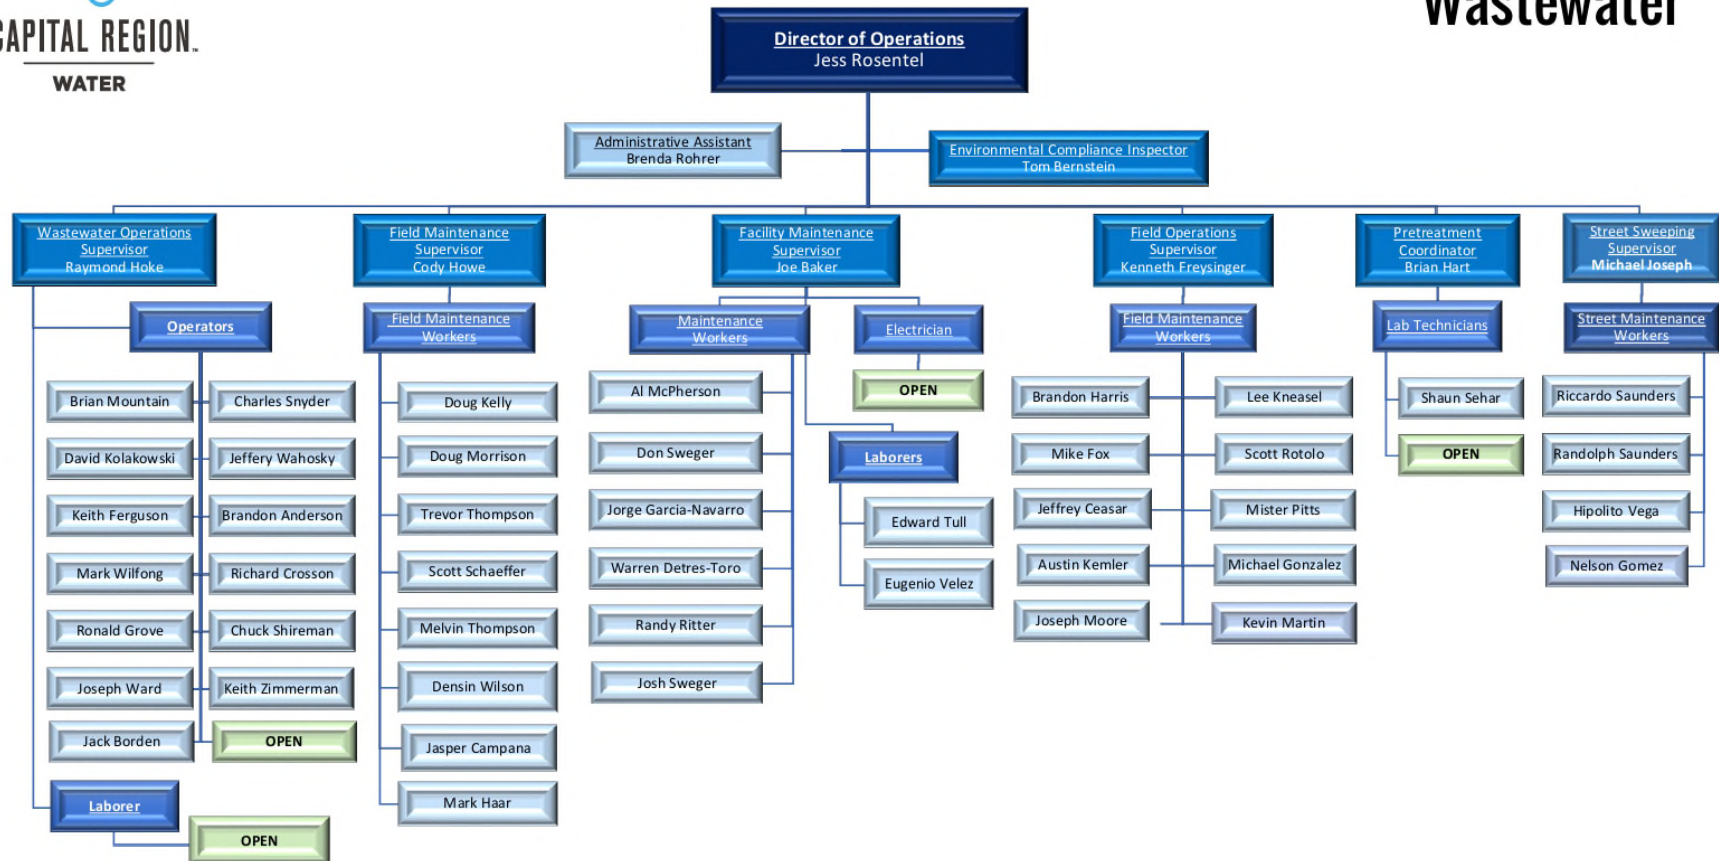 CAPITAL REGION™
WATER
Wastewater
Director of Operations
Jess Rosentel
Administrative Assistant
Brenda Rohrer
Environmental Compliance Inspector
Tom Bernstein
Wastewater Operations
Supervisor
Raymond Hoke
Field Maintenance
Supervisor
Cody Howe
Facility Maintenance
Supervisor
Joe Baker
Field Operations
Supervisor
Kenneth Freysinger
Pretreatment
Coordinator
Brian Hart
Street Sweeping
Supervisor
Michael Joseph
Operators
Brian Mountain
Charles Snyder
David Kolakowski
Jeffery Wahosky
Keith Ferguson
Brandon Anderson
Mark Wilfong
Richard Crosson
Ronald Grove
Chuck Shireman
Joseph Ward
Keith Zimmerman
Jack Borden
OPEN
Laborer
OPEN
Field Maintenance
Workers
Doug Kelly
Doug Morrison
Trevor Thompson
Scott Schaeffer
Melvin Thompson
Densin Wilson
Jasper Campana
Mark Haar
Maintenance
Workers
Al McPherson
Don Sweger
Jorge Garcia-Navarro
Warren Detres-Toro
Randy Ritter
Josh Sweger
Electrician
OPEN
Laborers
Edward Tull
Eugenio Velez
Field Maintenance
Workers
Brandon Harris
Lee Kneasel
Mike Fox
Scott Rotolo
Jeffrey Ceasar
Mister Pitts
Austin Kemler
Michael Gonzalez
Joseph Moore
Kevin Martin
Lab Technicians
Shaun Sehar
OPEN
Street Maintenance
Workers
Riccardo Saunders
Randolph Saunders
Hipolito Vega
Nelson Gomez